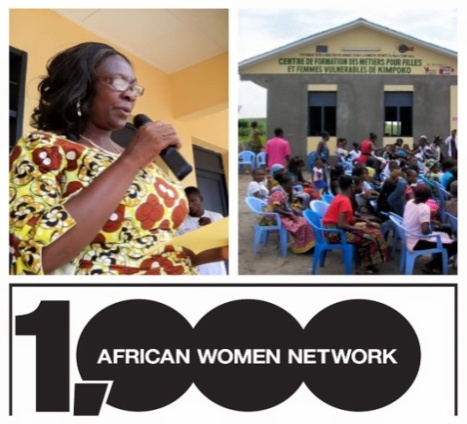 CENTRE DE FORMATION DES METIERS POUR FILLES
ET FEMMES VULNERABLES DE KIMPOKO
1,000
AFRICAN WOMEN NETWORK